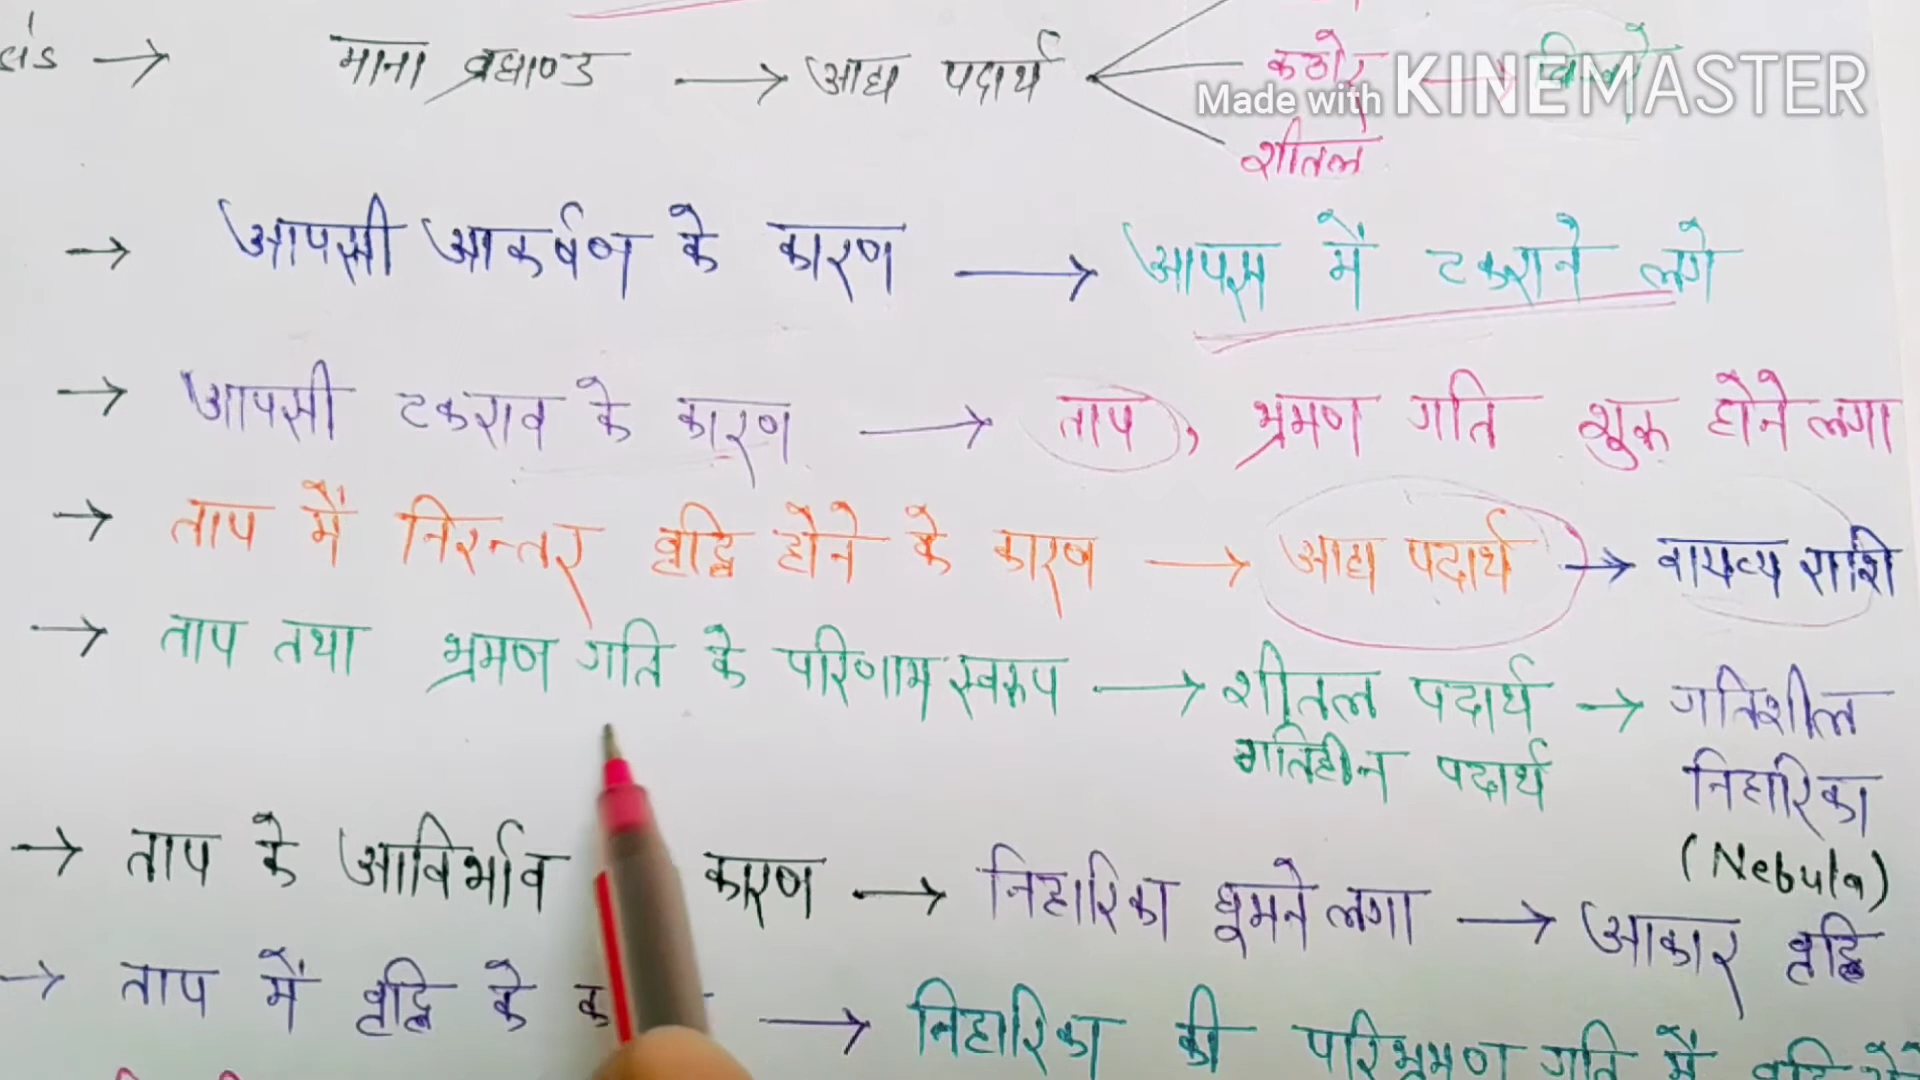 → माना ब्रह्माण्ड → आद्य पदार्थ
कठोर →
Made with KINEMASTER
शीतल
→ आपसी आकर्षण के कारण → आपस में टकराने लगे
→ आपसी टकराव के कारण → ताप, भ्रमण गति शुरू होने लगा
→ ताप में निरन्तर वृद्धि होने के कारण → आद्य पदार्थ → वायव्य राशि
→ ताप तथा भ्रमण गति के परिणामस्वरूप → शीतल पदार्थ → गतिशील
गतिहीन पदार्थ निहारिका
(Nebula)
→ ताप के आविर्भाव कारण → निहारिका घूमने लगा → आकार वृद्धि
→ ताप में वृद्धि के → निहारिका की परिभ्रमण गति में